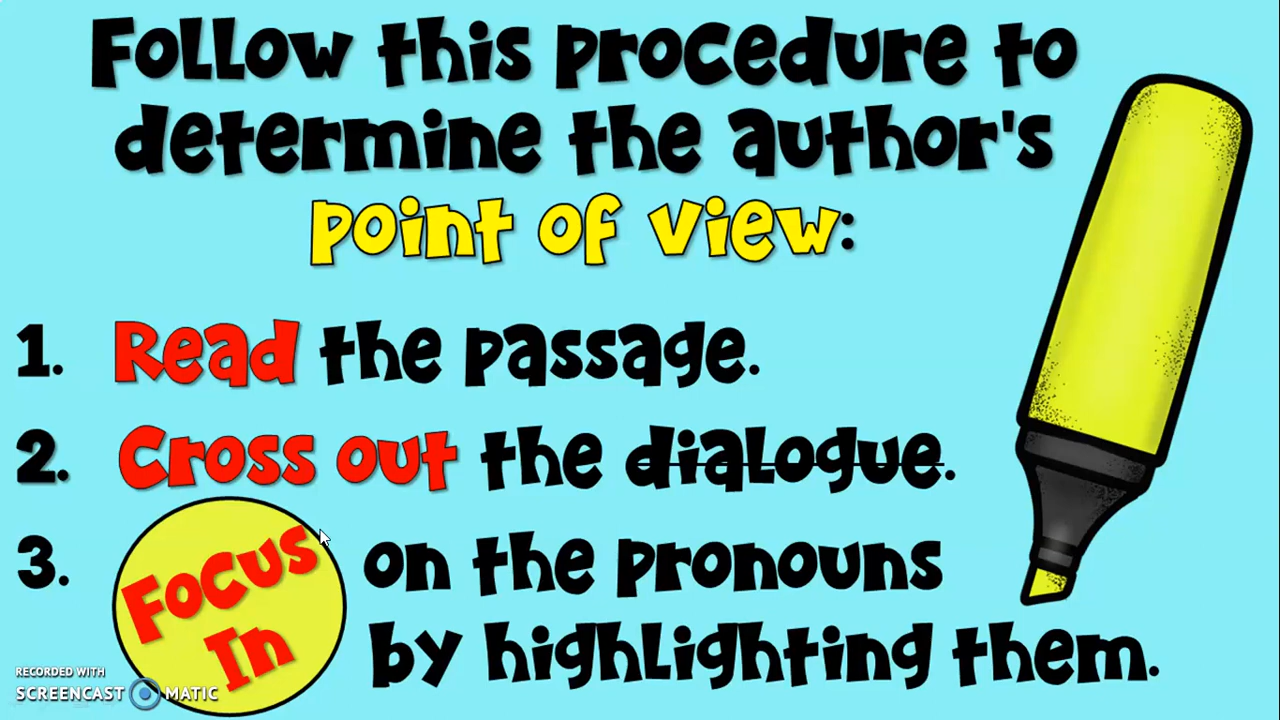 Follow this procedure to
determine the author's
point of view:
1. Read the passage.
2. Cross out the dialogue.
3. Focus In on the pronouns
by highlighting them.
RECORDED WITH
SCREENCAST MATIC